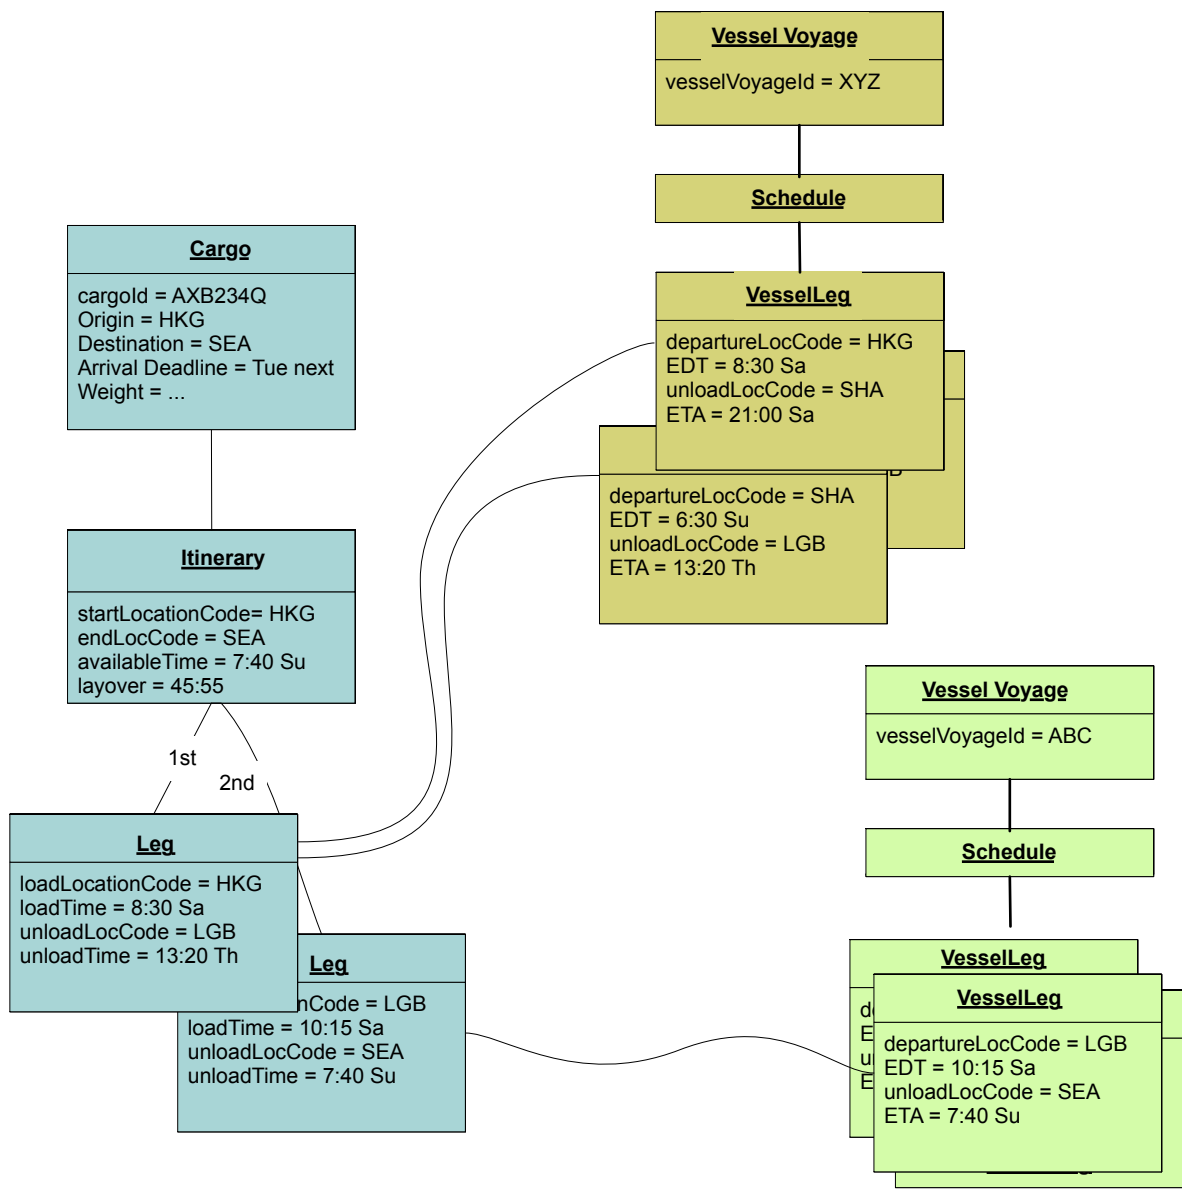 Vessel Voyage
vesselVoyageId = XYZ
Schedule
VesselLeg
departureLocCode = HKG
EDT = 8:30 Sa
unloadLocCode = SHA
ETA = 21:00 Sa
B
departureLocCode = SHA
EDT = 6:30 Su
unloadLocCode = LGB
ETA = 13:20 Th
Cargo
cargoId = AXB234Q
Origin = HKG
Destination = SEA
Arrival Deadline = Tue next
Weight = ...
Itinerary
startLocationCode= HKG
endLocCode = SEA
availableTime = 7:40 Su
layover = 45:55
1st
2nd
Leg
loadLocationCode = HKG
loadTime = 8:30 Sa
unloadLocCode = LGB
unloadTime = 13:20 Th
Leg
nCode = LGB
loadTime = 10:15 Sa
unloadLocCode = SEA
unloadTime = 7:40 Su
Vessel Voyage
vesselVoyageId = ABC
Schedule
VesselLeg
VesselLeg
departureLocCode = LGB
EDT = 10:15 Sa
unloadLocCode = SEA
ETA = 7:40 Su